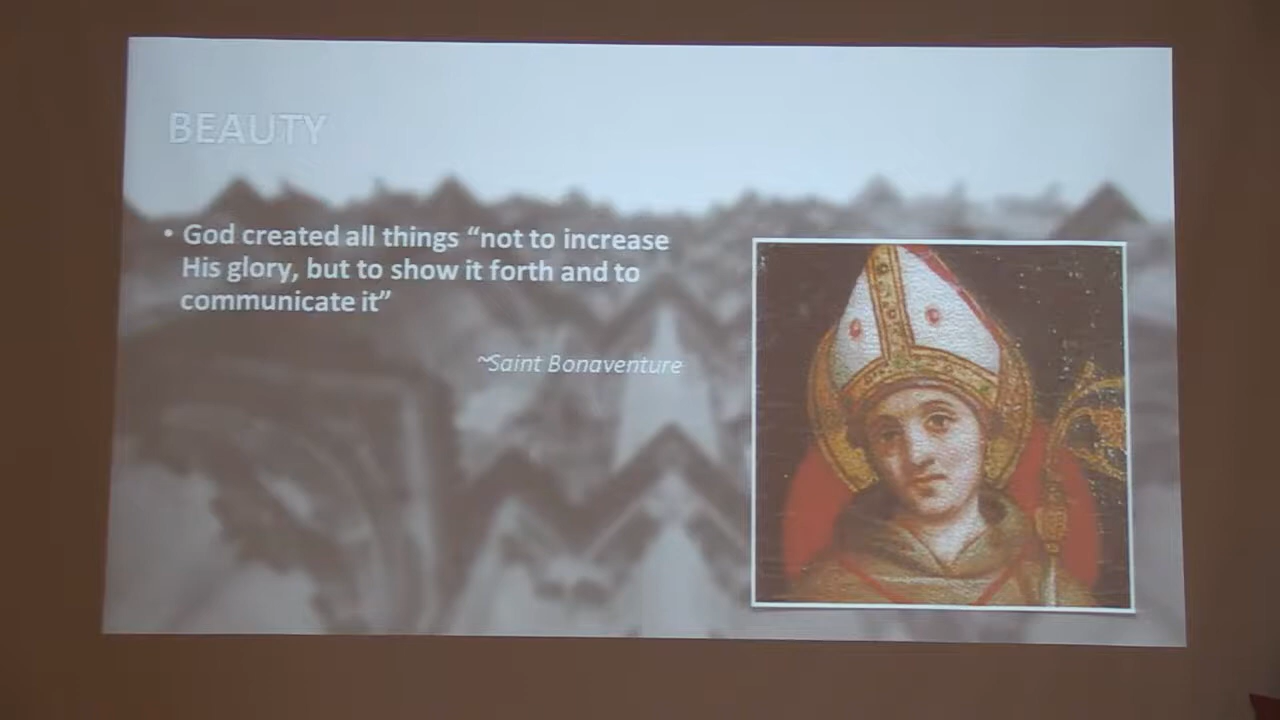 BEAUTY
• God created all things “not to increase
His glory, but to show it forth and to
communicate it”
~Saint Bonaventure